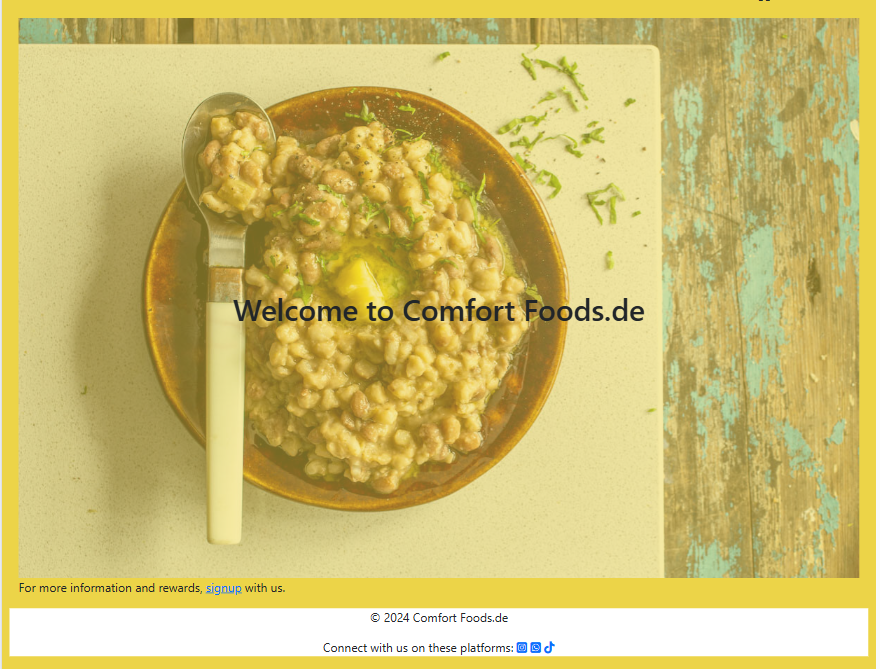 Welcome to Comfort Foods.de
For more information and rewards, signup with us.
© 2024 Comfort Foods.de
Connect with us on these platforms: